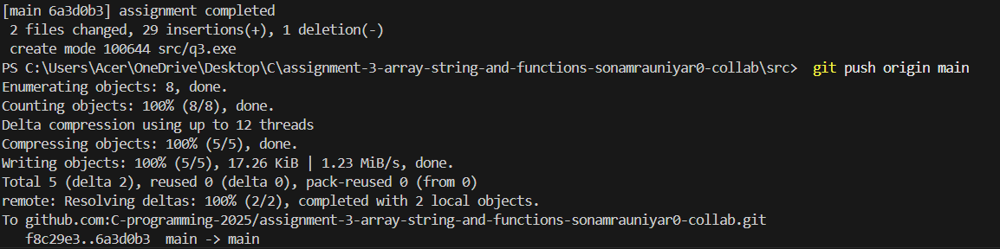 [main 6a3d0b3] assignment completed
 2 files changed, 29 insertions(+), 1 deletion(-)
 create mode 100644 src/q3.exe
PS C:\Users\Acer\OneDrive\Desktop\C\assignment-3-array-string-and-functions-sonamrauniyar0-collab\src>  git push origin main
Enumerating objects: 8, done.
Counting objects: 100% (8/8), done.
Delta compression using up to 12 threads
Compressing objects: 100% (5/5), done.
Writing objects: 100% (5/5), 17.26 KiB | 1.23 MiB/s, done.
Total 5 (delta 2), reused 0 (delta 0), pack-reused 0 (from 0)
remote: Resolving deltas: 100% (2/2), completed with 2 local objects.
To github.com:C-programming-2025/assignment-3-array-string-and-functions-sonamrauniyar0-collab.git
   f8c29e3..6a3d0b3  main -> main